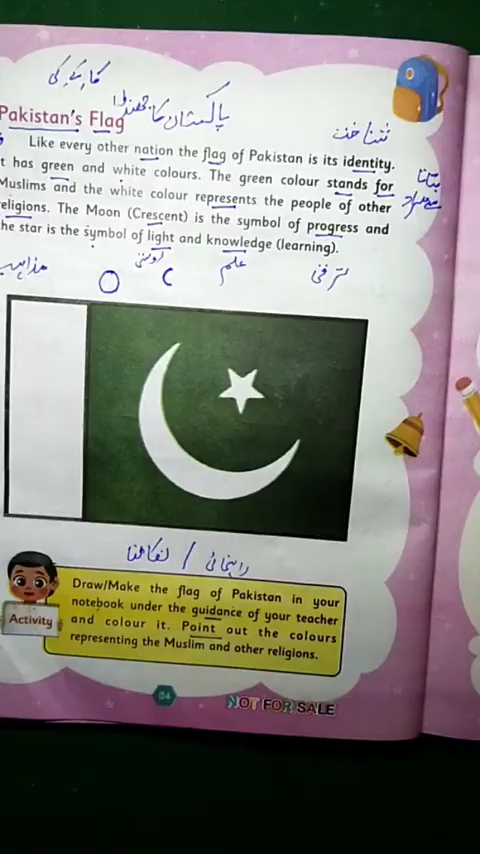 پاکستان کا جھنڈا
Pakistan's Flag
شناخت
Like every other nation the flag of Pakistan is its identity.
t has green and white colours. The green colour stands for
Muslims and the white colour represents the people of other
religions. The Moon (Crescent) is the symbol of progress and
he star is the symbol of light and knowledge (learning).
مذاہب روشنی علم ترقی
راہنمائی /
Draw/Make the flag of Pakistan in your
notebook under the guidance of your teacher
Activity and colour it. Point out the colours
representing the Muslim and other religions.
04
NOT FOR SALE